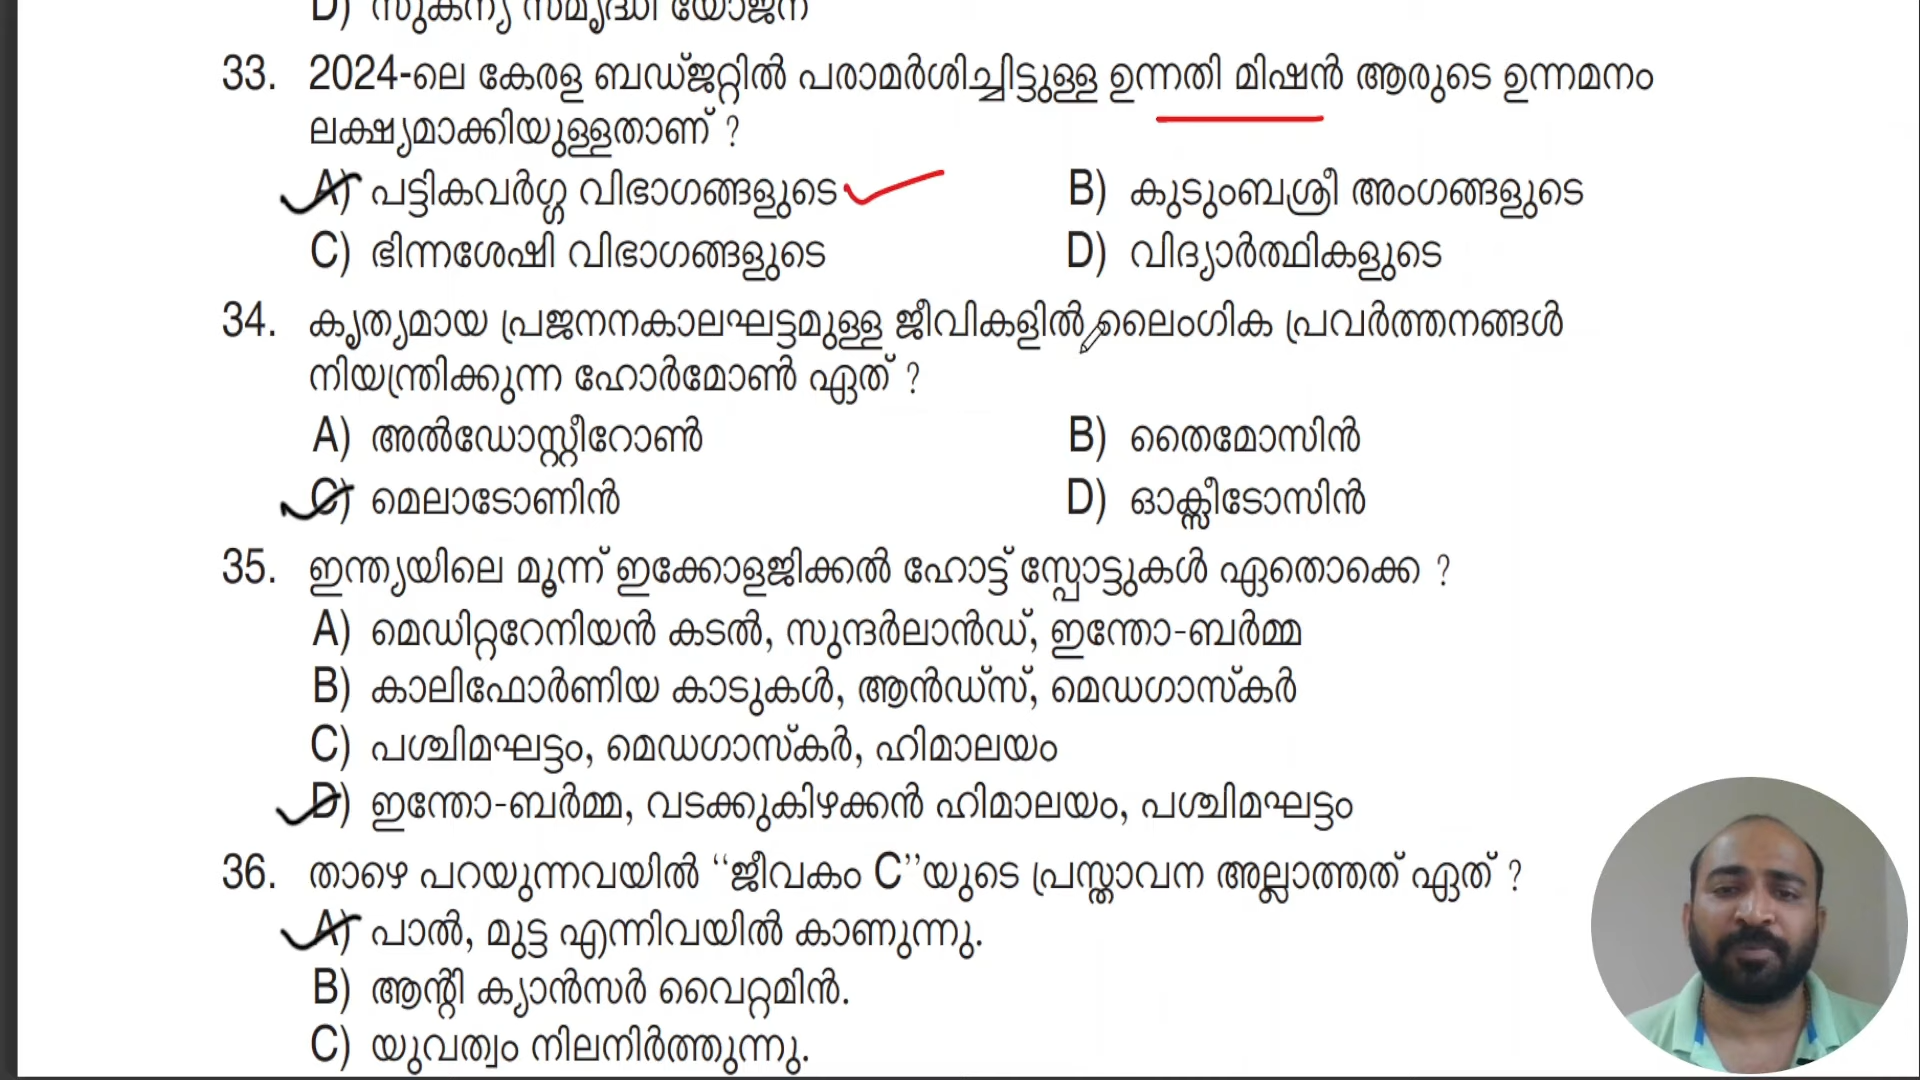 D) സുകന്യ സമൃദ്ധി യോജന
33. 2024-ലെ കേരള ബഡ്ജറ്റിൽ പരാമർശിച്ചിട്ടുള്ള ഉന്നതി മിഷൻ ആരുടെ ഉന്നമനം
ലക്ഷ്യമാക്കിയുള്ളതാണ് ?
A) പട്ടികവർഗ്ഗ വിഭാഗങ്ങളുടെ B) കുടുംബശ്രീ അംഗങ്ങളുടെ
C) ഭിന്നശേഷി വിഭാഗങ്ങളുടെ D) വിദ്യാർത്ഥികളുടെ
34. കൃത്യമായ പ്രജനനകാലഘട്ടമുള്ള ജീവികളിൽ ലൈംഗിക പ്രവർത്തനങ്ങൾ
നിയന്ത്രിക്കുന്ന ഹോർമോൺ ഏത് ?
A) അൽഡോസ്റ്റീറോൺ B) തൈമോസിൻ
C) മെലാടോണിൻ D) ഓക്സീടോസിൻ
35. ഇന്ത്യയിലെ മൂന്ന് ഇക്കോളജിക്കൽ ഹോട്ട് സ്പോട്ടുകൾ ഏതൊക്കെ ?
A) മെഡിറ്ററേനിയൻ കടൽ, സുന്ദർലാൻഡ്, ഇന്തോ-ബർമ്മ
B) കാലിഫോർണിയ കാടുകൾ, ആൻഡ്സ്, മെഡഗാസ്കർ
C) പശ്ചിമഘട്ടം, മെഡഗാസ്കർ, ഹിമാലയം
D) ഇന്തോ-ബർമ്മ, വടക്കുകിഴക്കൻ ഹിമാലയം, പശ്ചിമഘട്ടം
36. താഴെ പറയുന്നവയിൽ “ജീവകം C”യുടെ പ്രസ്താവന അല്ലാത്തത് ഏത് ?
A) പാൽ, മുട്ട എന്നിവയിൽ കാണുന്നു.
B) ആന്റി ക്യാൻസർ വൈറ്റമിൻ.
C) യുവത്വം നിലനിർത്തുന്നു.